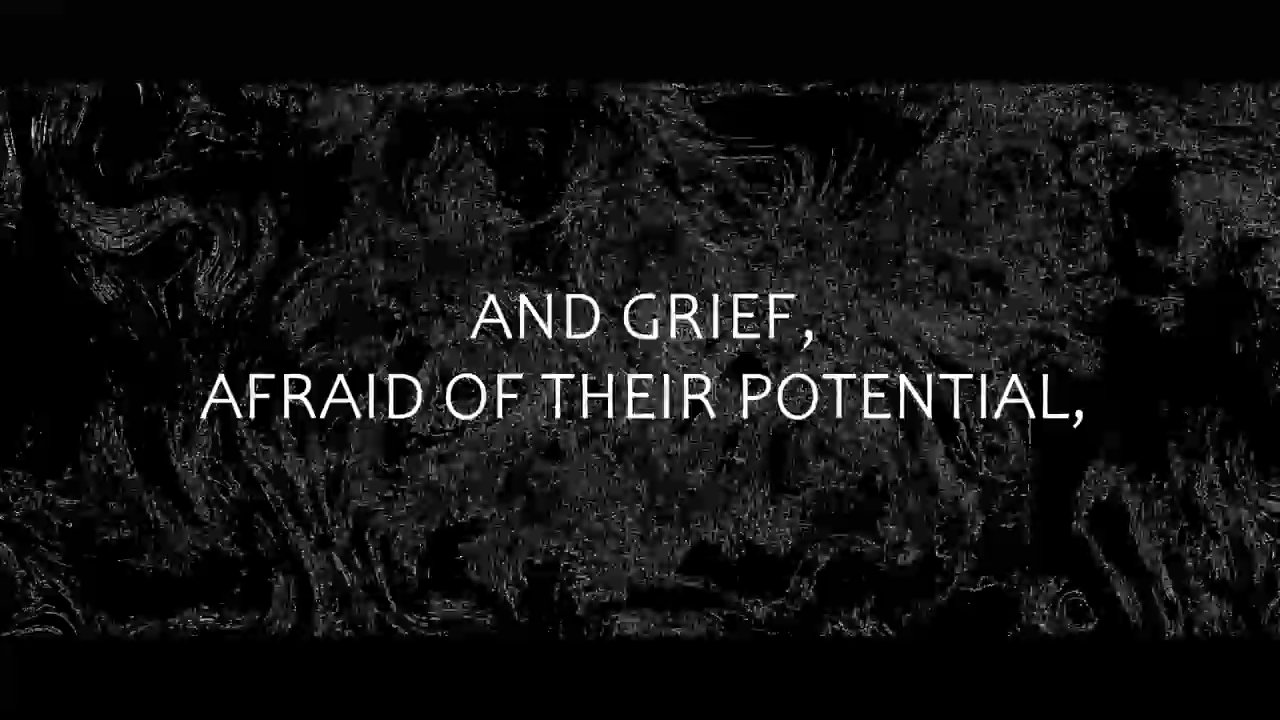 AND GRIEF,
AFRAID OF THEIR POTENTIAL,